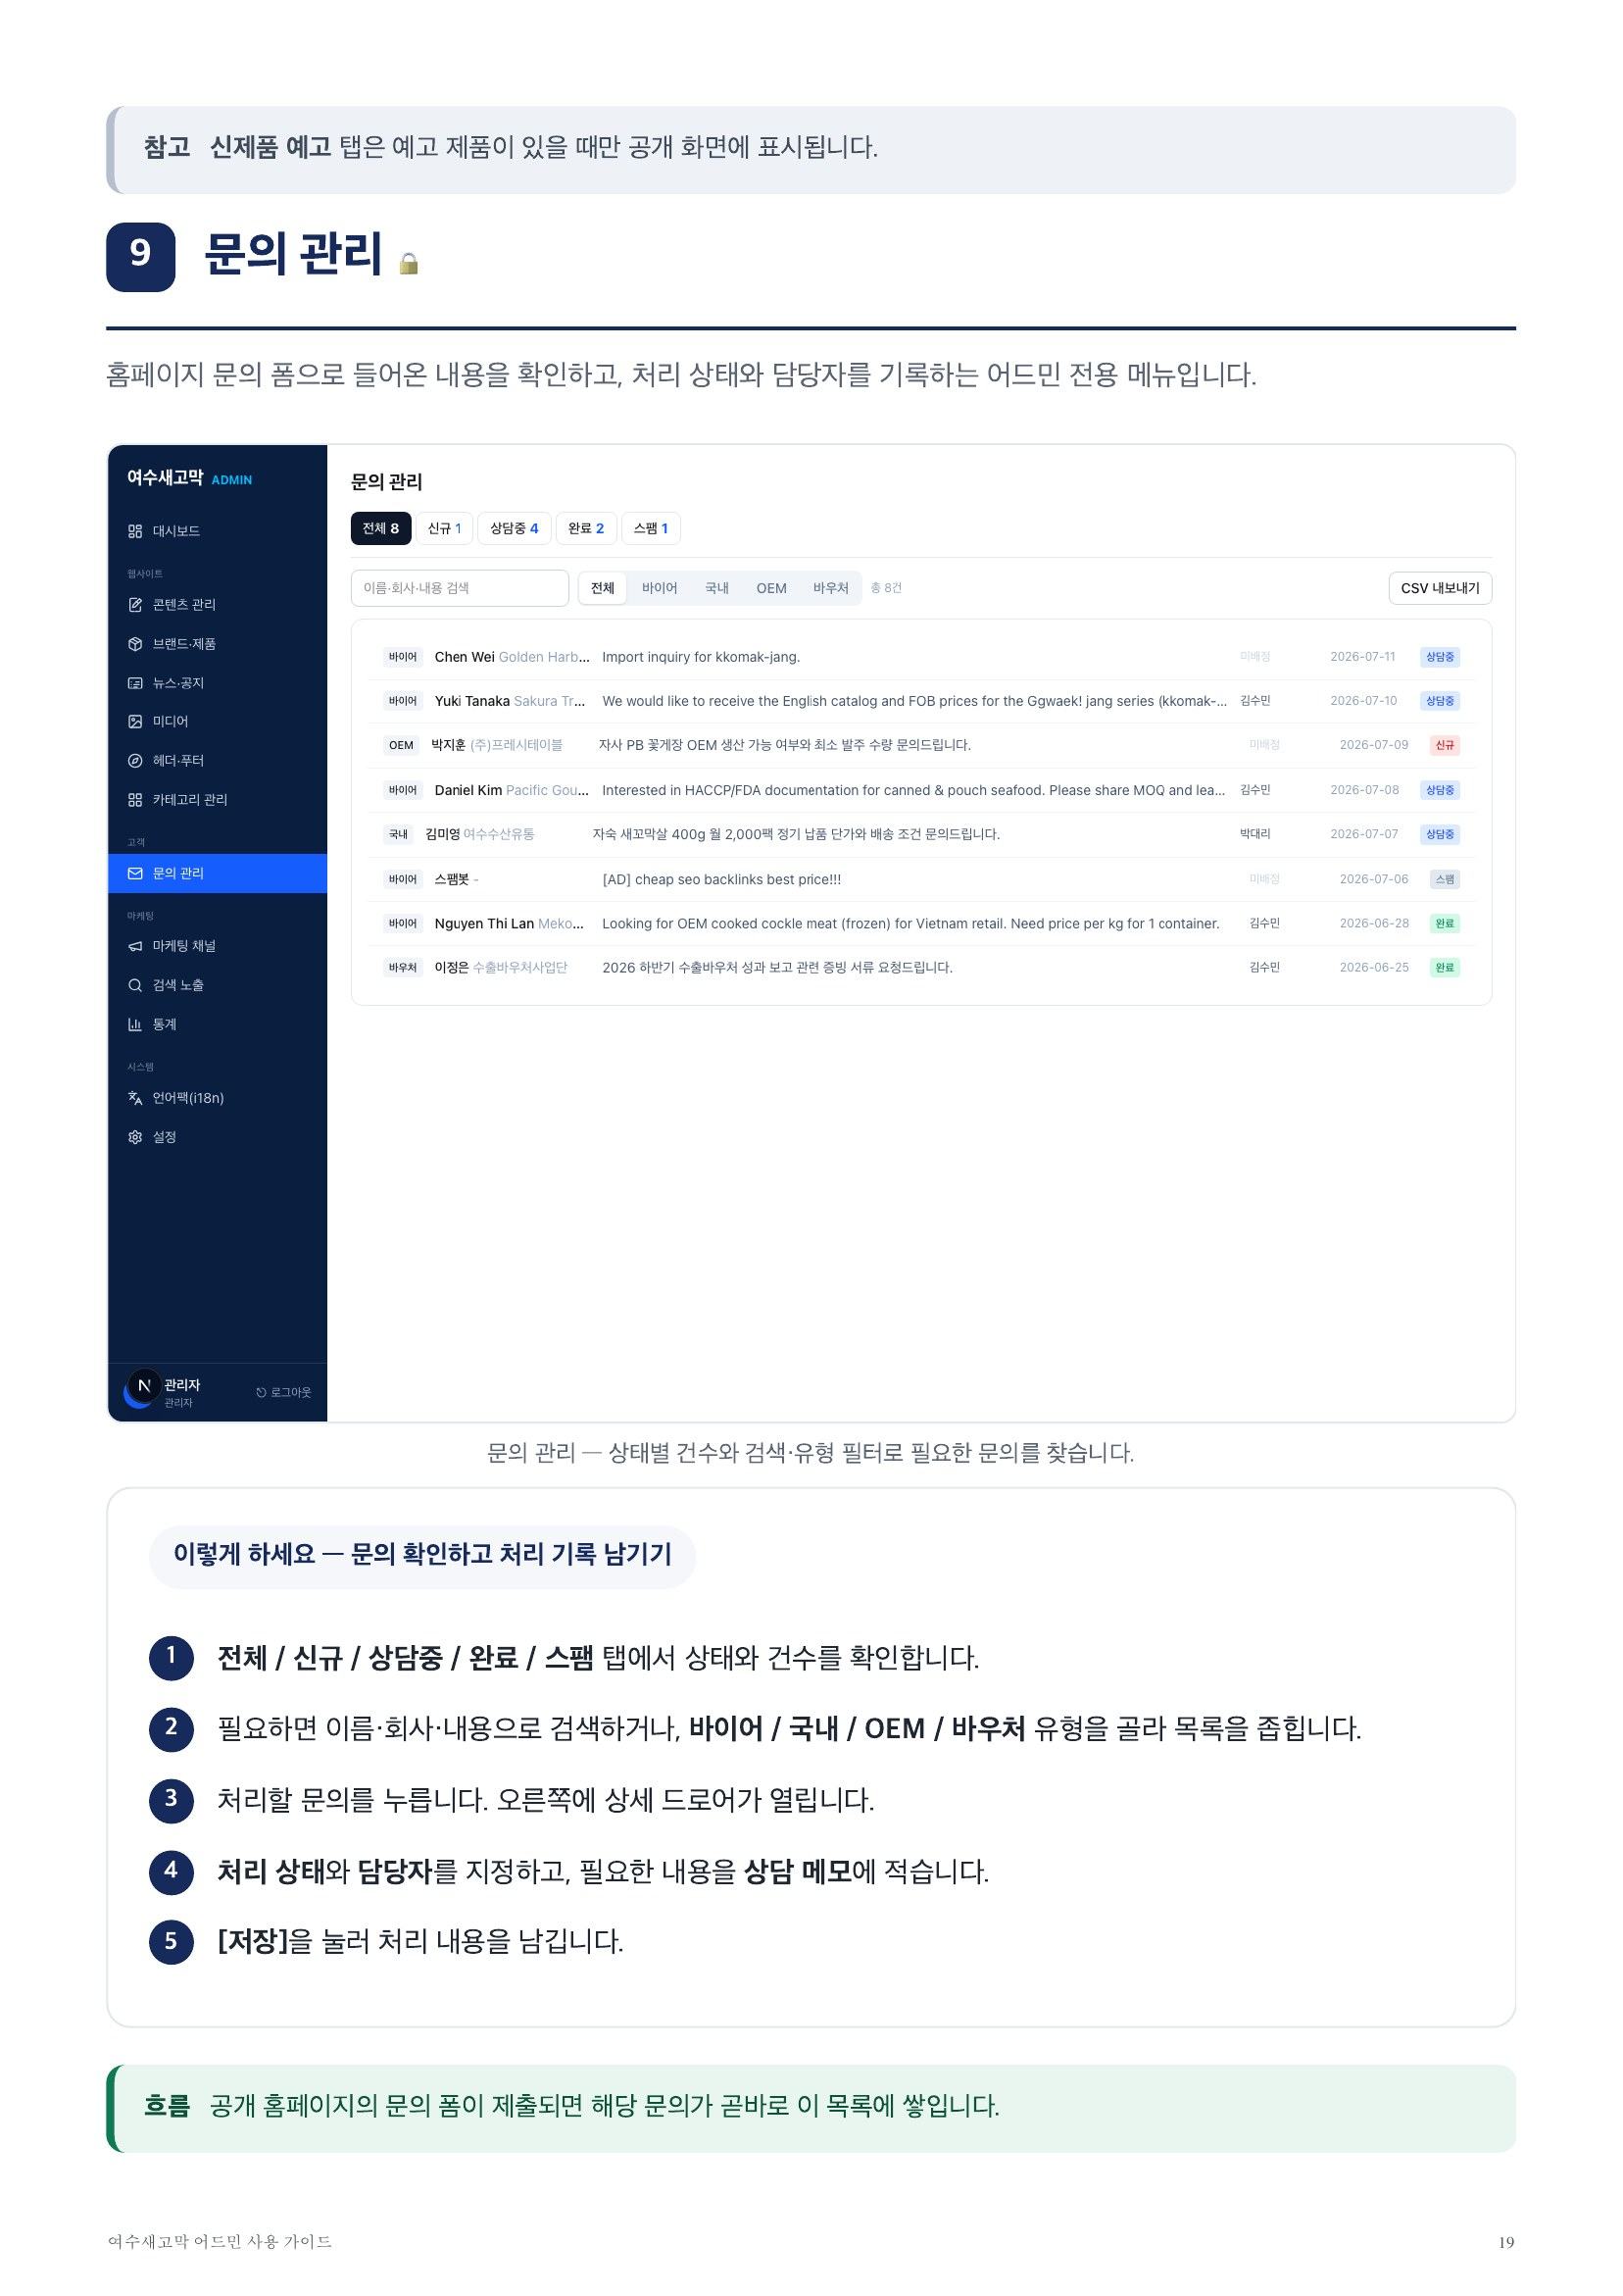 참고 신제품 예고 탭은 예고 제품이 있을 때만 공개 화면에 표시됩니다.
9 문의 관리
홈페이지 문의 폼으로 들어온 내용을 확인하고, 처리 상태와 담당자를 기록하는 어드민 전용 메뉴입니다.
여수새고막 ADMIN
대시보드
웹사이트
콘텐츠 관리
브랜드·제품
뉴스·공지
미디어
헤더·푸터
카테고리 관리
고객
문의 관리
마케팅
마케팅 채널
검색 노출
통계
시스템
언어팩(i18n)
설정
관리자
관리자
로그아웃
문의 관리
전체 8 신규 1 상담중 4 완료 2 스팸 1
이름·회사·내용 검색 전체 바이어 국내 OEM 바우처 총 8건 CSV 내보내기
바이어 Chen Wei Golden Harb... Import inquiry for kkomak-jang. 미배정 2026-07-11 상담중
바이어 Yuki Tanaka Sakura Tr... We would like to receive the English catalog and FOB prices for the Ggwaek! jang series (kkomak-... 김수민 2026-07-10 상담중
OEM 박지훈 (주)프레시테이블 자사 PB 꽃게장 OEM 생산 가능 여부와 최소 발주 수량 문의드립니다. 미배정 2026-07-09 신규
바이어 Daniel Kim Pacific Gou... Interested in HACCP/FDA documentation for canned & pouch seafood. Please share MOQ and lea... 김수민 2026-07-08 상담중
국내 김미영 여수수산유통 자숙 새꼬막살 400g 월 2,000팩 정기 납품 단가와 배송 조건 문의드립니다. 박대리 2026-07-07 상담중
바이어 스팸봇 - [AD] cheap seo backlinks best price!!! 미배정 2026-07-06 스팸
바이어 Nguyen Thi Lan Meko... Looking for OEM cooked cockle meat (frozen) for Vietnam retail. Need price per kg for 1 container. 김수민 2026-06-28 완료
바우처 이정은 수출바우처사업단 2026 하반기 수출바우처 성과 보고 관련 증빙 서류 요청드립니다. 김수민 2026-06-25 완료
문의 관리 — 상태별 건수와 검색·유형 필터로 필요한 문의를 찾습니다.
이렇게 하세요 — 문의 확인하고 처리 기록 남기기
1 전체 / 신규 / 상담중 / 완료 / 스팸 탭에서 상태와 건수를 확인합니다.
2 필요하면 이름·회사·내용으로 검색하거나, 바이어 / 국내 / OEM / 바우처 유형을 골라 목록을 좁힙니다.
3 처리할 문의를 누릅니다. 오른쪽에 상세 드로어가 열립니다.
4 처리 상태와 담당자를 지정하고, 필요한 내용을 상담 메모에 적습니다.
5 [저장]을 눌러 처리 내용을 남깁니다.
흐름 공개 홈페이지의 문의 폼이 제출되면 해당 문의가 곧바로 이 목록에 쌓입니다.
여수새고막 어드민 사용 가이드 19